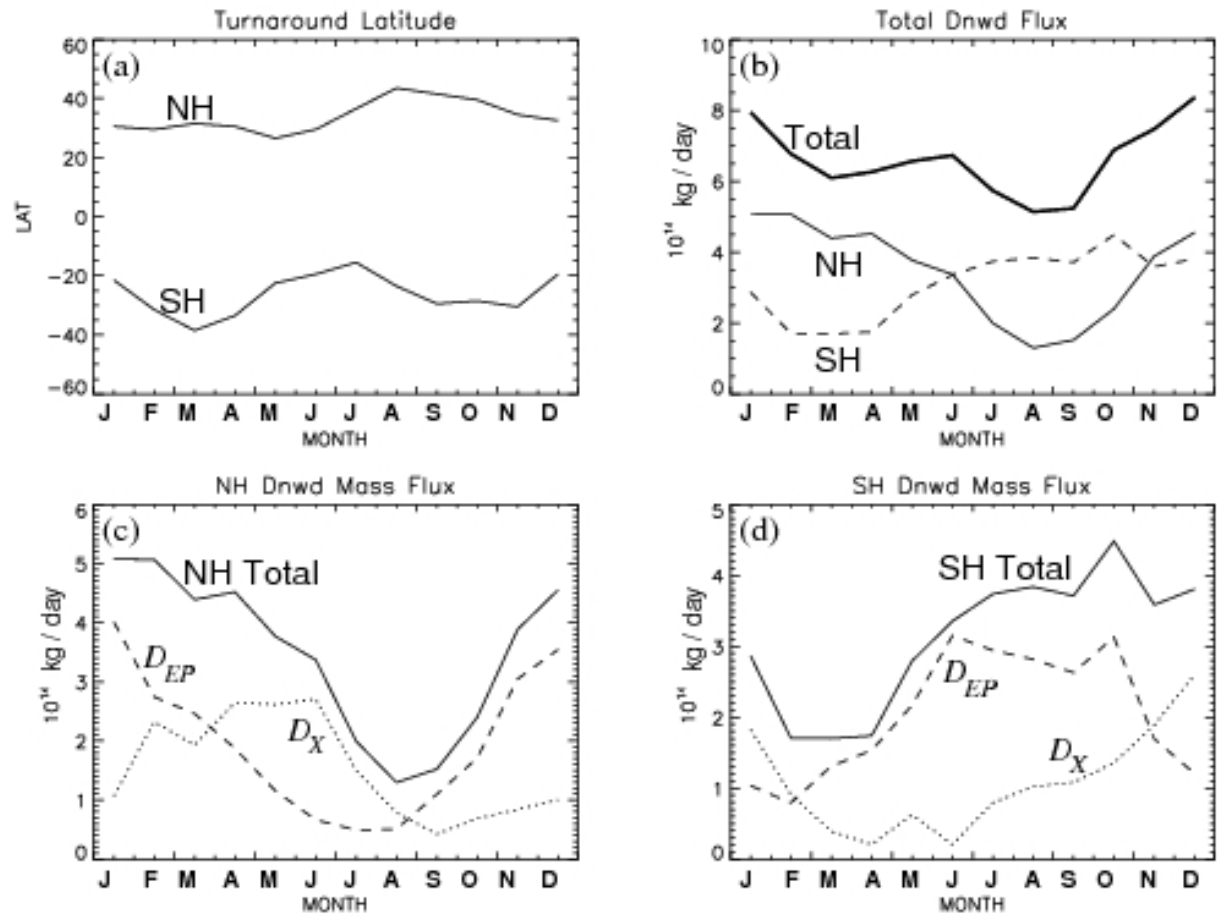 Turnaround Latitude
(a)
60
40
20
0
-20
-40
-60
LAT
NH
SH
J F M A M J J A S O N D
MONTH
Total Dnwd Flux
(b)
10
8
6
4
2
0
10¹⁴ kg / day
Total
NH
SH
J F M A M J J A S O N D
MONTH
NH Dnwd Mass Flux
(c)
6
5
4
3
2
1
0
10¹⁴ kg / day
NH Total
D_EP
D_X
J F M A M J J A S O N D
MONTH
SH Dnwd Mass Flux
(d)
5
4
3
2
1
0
10¹⁴ kg / day
SH Total
D_EP
D_X
J F M A M J J A S O N D
MONTH